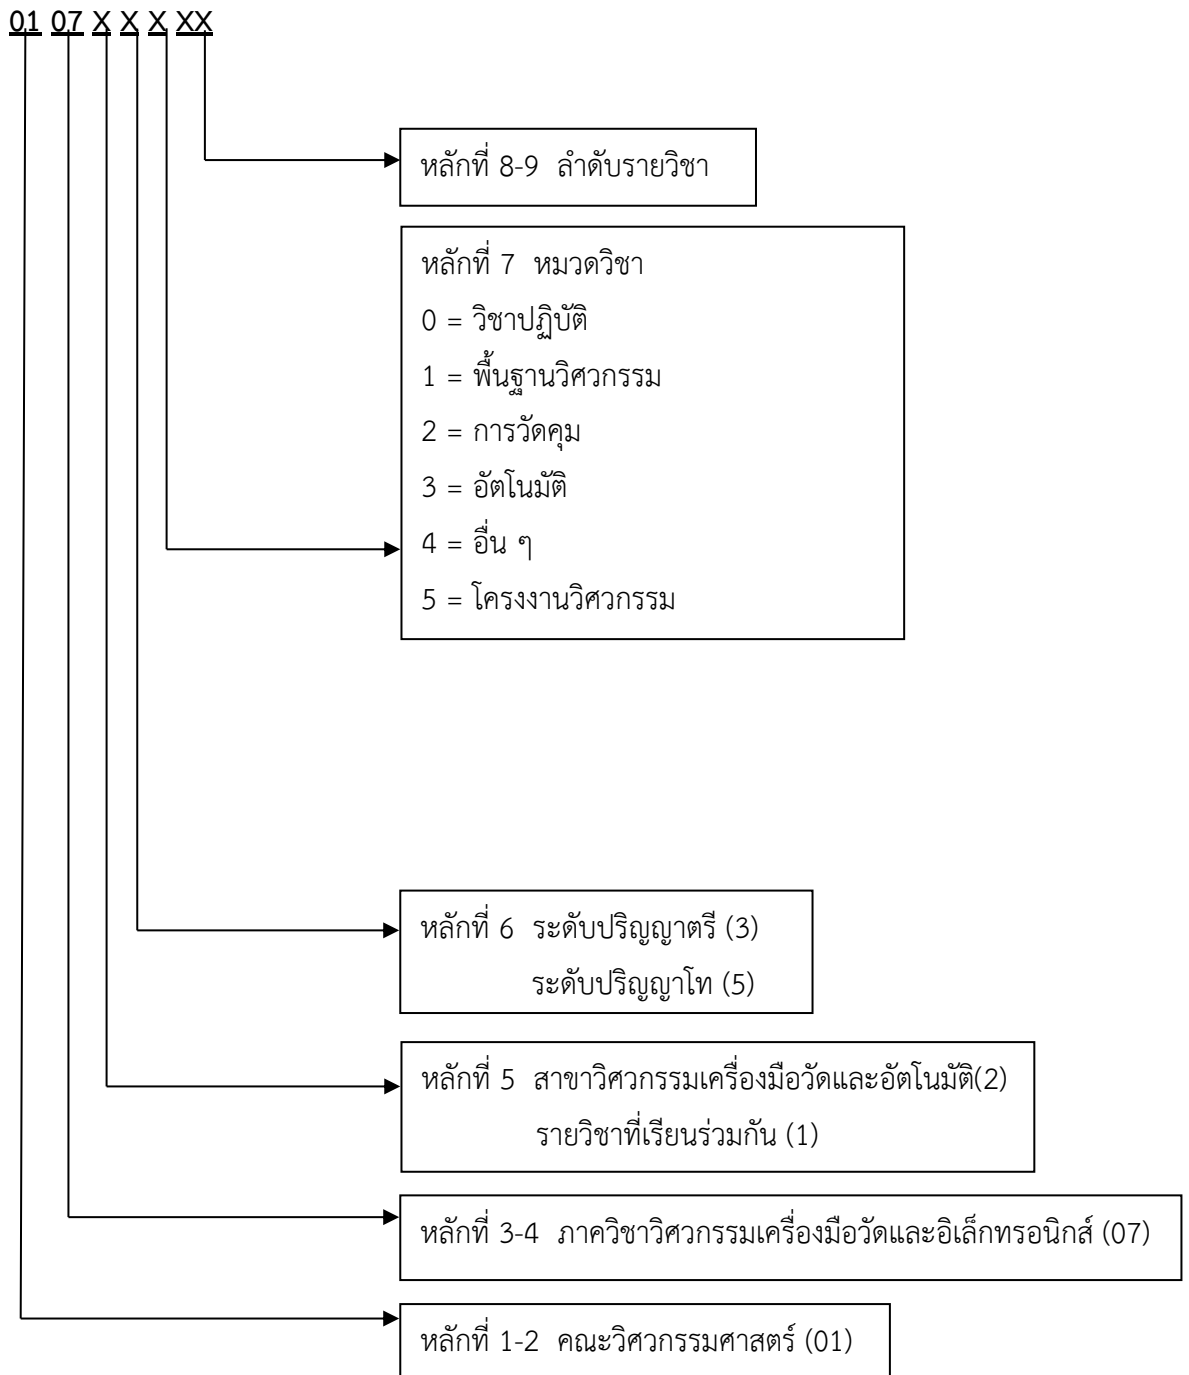 01 07 X X X XX
หลักที่ 8-9 ลำดับรายวิชา
หลักที่ 7 หมวดวิชา
0 = วิชาปฏิบัติ
1 = พื้นฐานวิศวกรรม
2 = การวัดคุม
3 = อัตโนมัติ
4 = อื่น ๆ
5 = โครงงานวิศวกรรม
หลักที่ 6 ระดับปริญญาตรี (3)
ระดับปริญญาโท (5)
หลักที่ 5 สาขาวิศวกรรมเครื่องมือวัดและอัตโนมัติ(2)
รายวิชาที่เรียนร่วมกัน (1)
หลักที่ 3-4 ภาควิชาวิศวกรรมเครื่องมือวัดและอิเล็กทรอนิกส์ (07)
หลักที่ 1-2 คณะวิศวกรรมศาสตร์ (01)